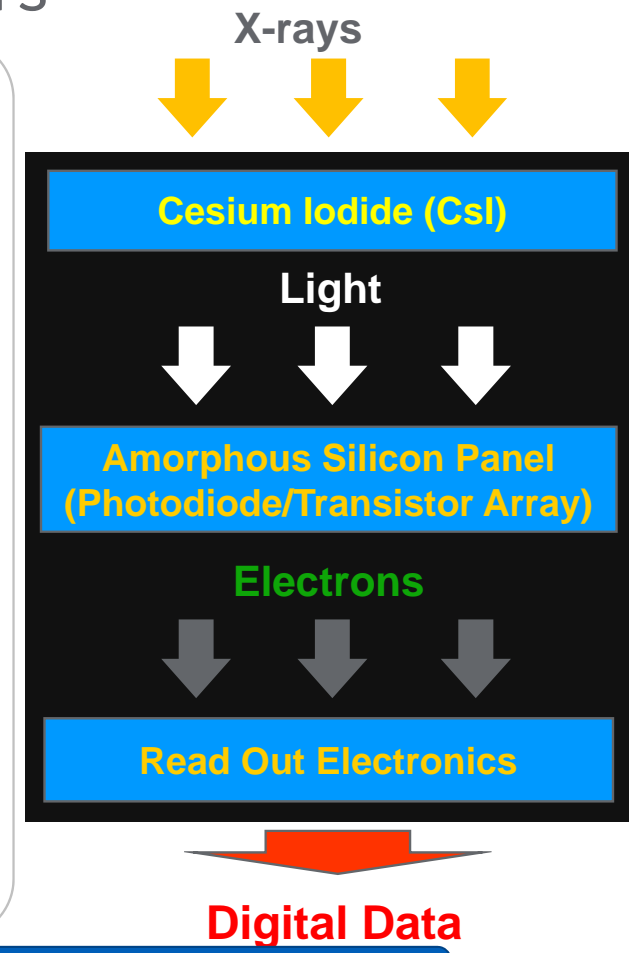 X-rays
Cesium Iodide (CsI)
Light
Amorphous Silicon Panel
(Photodiode/Transistor Array)
Electrons
Read Out Electronics
Digital Data